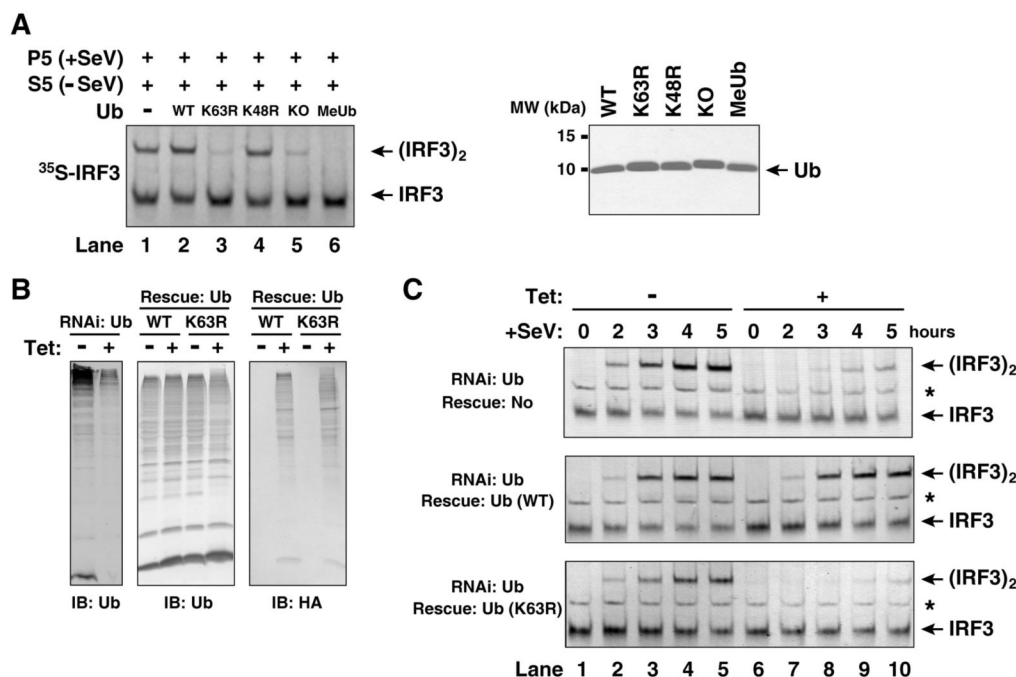 A
P5 (+SeV) + + + + + +
S5 (-SeV) + + + + + +
Ub - WT K63R K48R KO MeUb
35S-IRF3
(IRF3)2
IRF3
Lane 1 2 3 4 5 6
MW (kDa) WT K63R K48R KO MeUb
15
10
Ub
B
Rescue: Ub Rescue: Ub
RNAi: Ub WT K63R WT K63R
Tet: - + - + - + - + - +
IB: Ub IB: Ub IB: HA
C
Tet: - +
+SeV: 0 2 3 4 5 0 2 3 4 5 hours
RNAi: Ub
Rescue: No
(IRF3)2
*
IRF3
RNAi: Ub
Rescue: Ub (WT)
(IRF3)2
*
IRF3
RNAi: Ub
Rescue: Ub (K63R)
(IRF3)2
*
IRF3
Lane 1 2 3 4 5 6 7 8 9 10